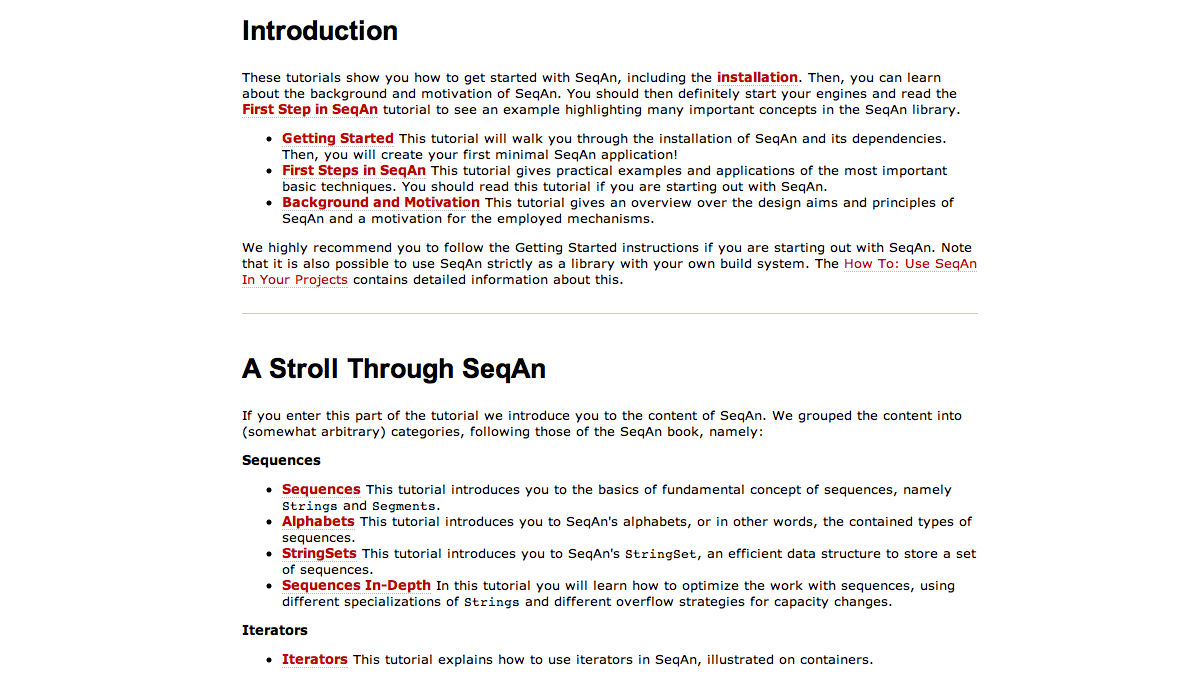 Introduction
These tutorials show you how to get started with SeqAn, including the installation. Then, you can learn
about the background and motivation of SeqAn. You should then definitely start your engines and read the
First Step in SeqAn tutorial to see an example highlighting many important concepts in the SeqAn library.
• Getting Started This tutorial will walk you through the installation of SeqAn and its dependencies.
Then, you will create your first minimal SeqAn application!
• First Steps in SeqAn This tutorial gives practical examples and applications of the most important
basic techniques. You should read this tutorial if you are starting out with SeqAn.
• Background and Motivation This tutorial gives an overview over the design aims and principles of
SeqAn and a motivation for the employed mechanisms.
We highly recommend you to follow the Getting Started instructions if you are starting out with SeqAn. Note
that it is also possible to use SeqAn strictly as a library with your own build system. The How To: Use SeqAn
In Your Projects contains detailed information about this.
A Stroll Through SeqAn
If you enter this part of the tutorial we introduce you to the content of SeqAn. We grouped the content into
(somewhat arbitrary) categories, following those of the SeqAn book, namely:
Sequences
• Sequences This tutorial introduces you to the basics of fundamental concept of sequences, namely
Strings and Segments.
• Alphabets This tutorial introduces you to SeqAn's alphabets, or in other words, the contained types of
sequences.
• StringSets This tutorial introduces you to SeqAn's StringSet, an efficient data structure to store a set
of sequences.
• Sequences In-Depth In this tutorial you will learn how to optimize the work with sequences, using
different specializations of Strings and different overflow strategies for capacity changes.
Iterators
• Iterators This tutorial explains how to use iterators in SeqAn, illustrated on containers.